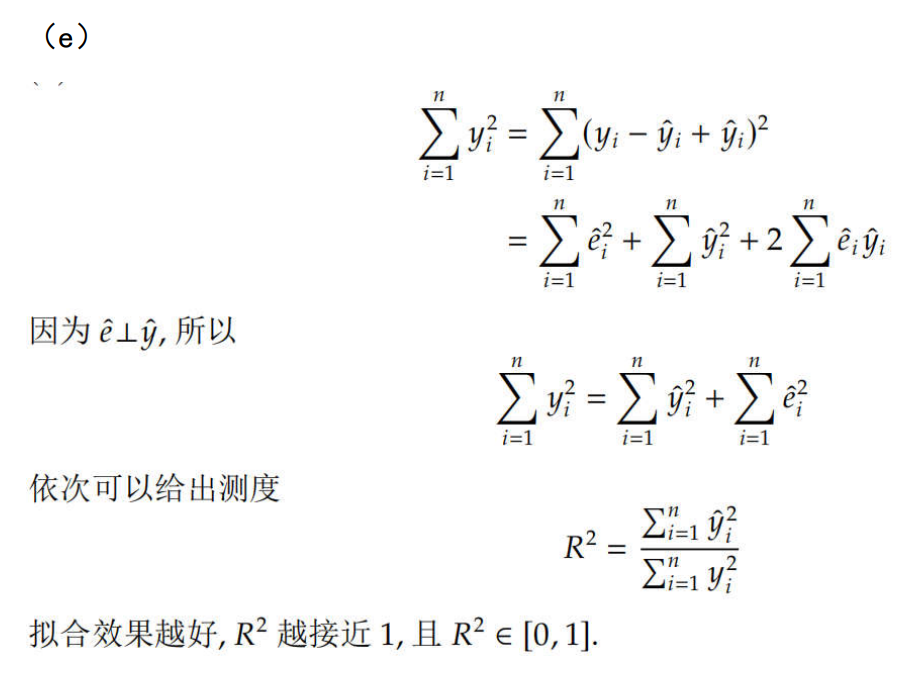 （e）
$$\sum_{i=1}^{n} y_i^2 = \sum_{i=1}^{n} (y_i - \hat{y}_i + \hat{y}_i)^2$$
$$= \sum_{i=1}^{n} \hat{e}_i^2 + \sum_{i=1}^{n} \hat{y}_i^2 + 2 \sum_{i=1}^{n} \hat{e}_i \hat{y}_i$$
因为 $\hat{e} \perp \hat{y}$, 所以
$$\sum_{i=1}^{n} y_i^2 = \sum_{i=1}^{n} \hat{y}_i^2 + \sum_{i=1}^{n} \hat{e}_i^2$$
依次可以给出测度
$$R^2 = \frac{\sum_{i=1}^{n} \hat{y}_i^2}{\sum_{i=1}^{n} y_i^2}$$
拟合效果越好, $R^2$ 越接近 1, 且 $R^2 \in [0, 1]$.